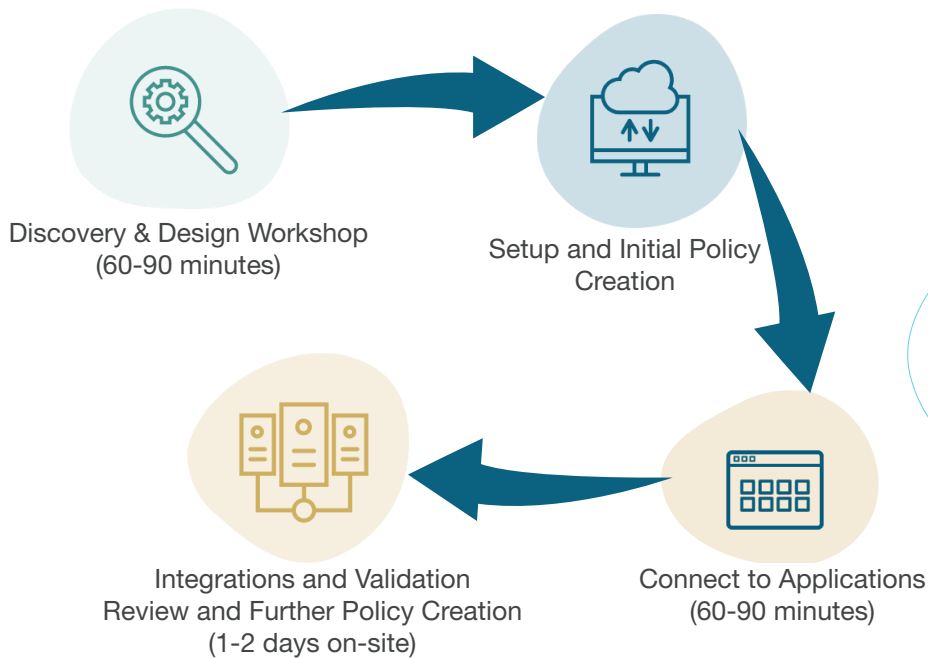 Discovery & Design Workshop
(60-90 minutes)
Setup and Initial Policy
Creation
Connect to Applications
(60-90 minutes)
Integrations and Validation
Review and Further Policy Creation
(1-2 days on-site)